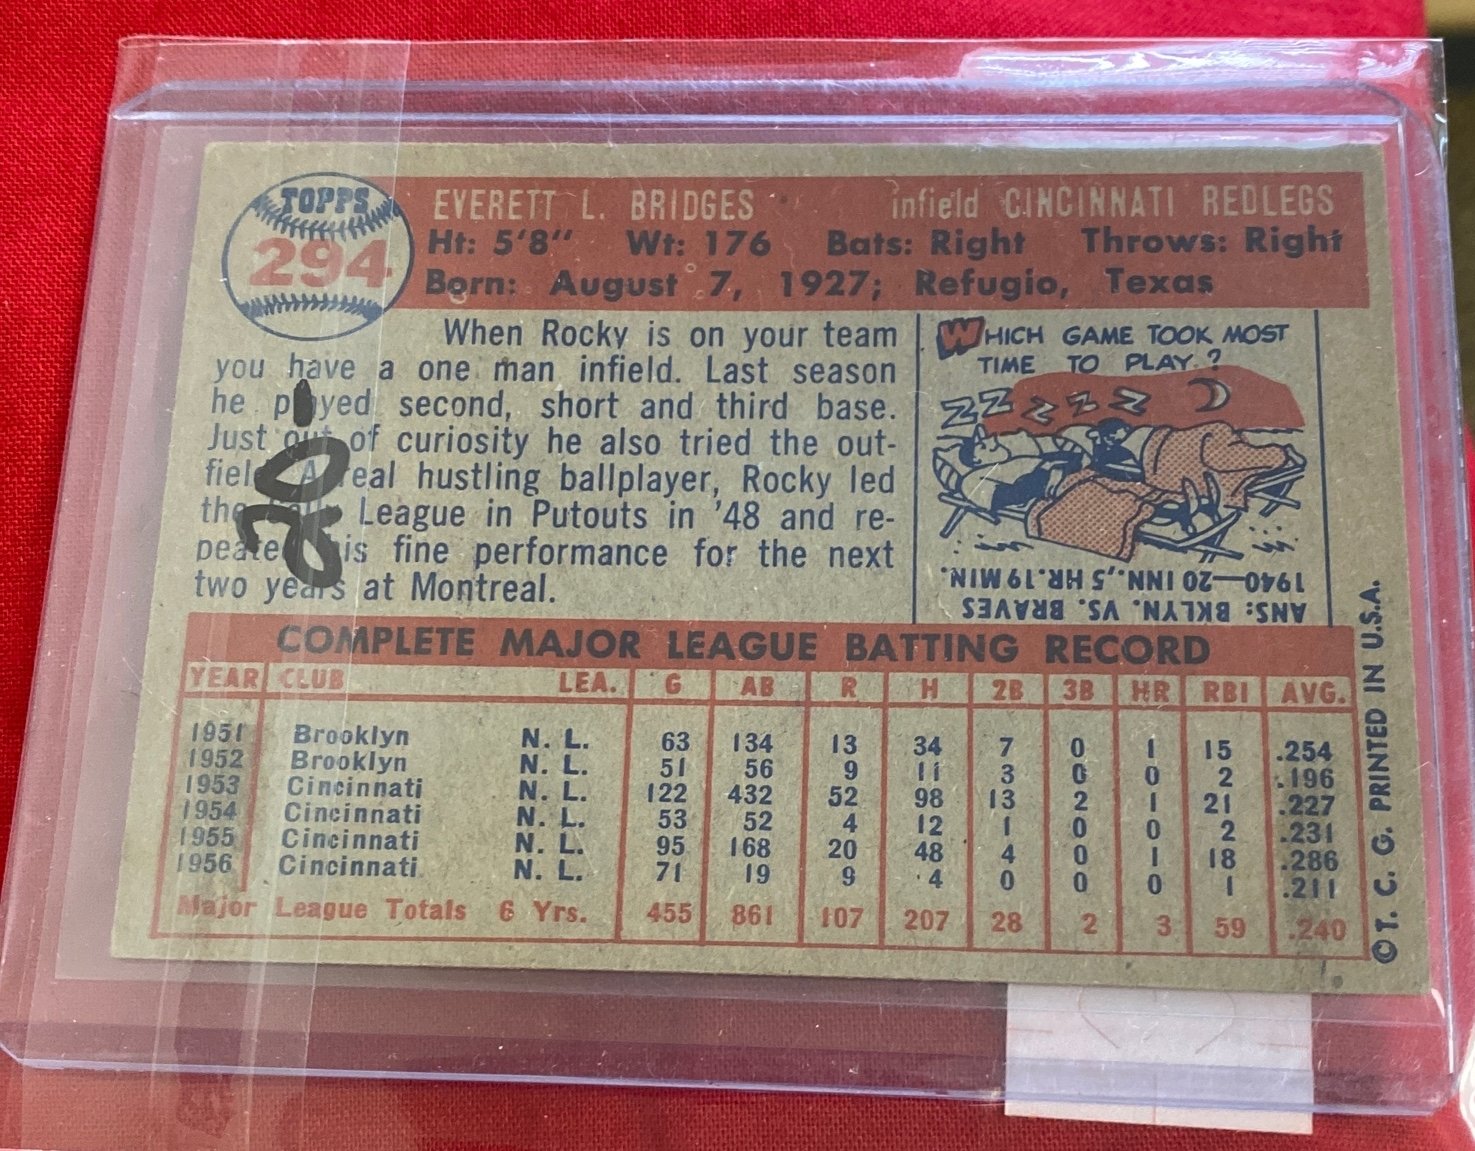 TOPPS
294
EVERETT L. BRIDGES infield CINCINNATI REDLEGS
Ht: 5'8" Wt: 176 Bats: Right Throws: Right
Born: August 7, 1927; Refugio, Texas
When Rocky is on your team
you have a one man infield. Last season
he played second, short and third base.
Just out of curiosity he also tried the out-
field. A real hustling ballplayer, Rocky led
the League in Putouts in '48 and re-
peated his fine performance for the next
two years at Montreal.
20-
WHICH GAME TOOK MOST
TIME TO PLAY?
ZZ Z Z Z
ANS: BKLYN. VS. BRAVES
1940—20 INN., 5 HR. 19 MIN.
COMPLETE MAJOR LEAGUE BATTING RECORD
YEAR CLUB LEA. G AB R H 2B 3B HR RBI AVG.
1951 Brooklyn N. L. 63 134 13 34 7 0 1 15 .254
1952 Brooklyn N. L. 51 56 9 11 3 0 0 2 .196
1953 Cincinnati N. L. 122 432 52 98 13 2 1 21 .227
1954 Cincinnati N. L. 53 52 4 12 1 0 0 2 .231
1955 Cincinnati N. L. 95 168 20 48 4 0 1 18 .286
1956 Cincinnati N. L. 71 19 9 4 0 0 0 1 .211
Major League Totals 6 Yrs. 455 861 107 207 28 2 3 59 .240
©T. C. G. PRINTED IN U.S.A.